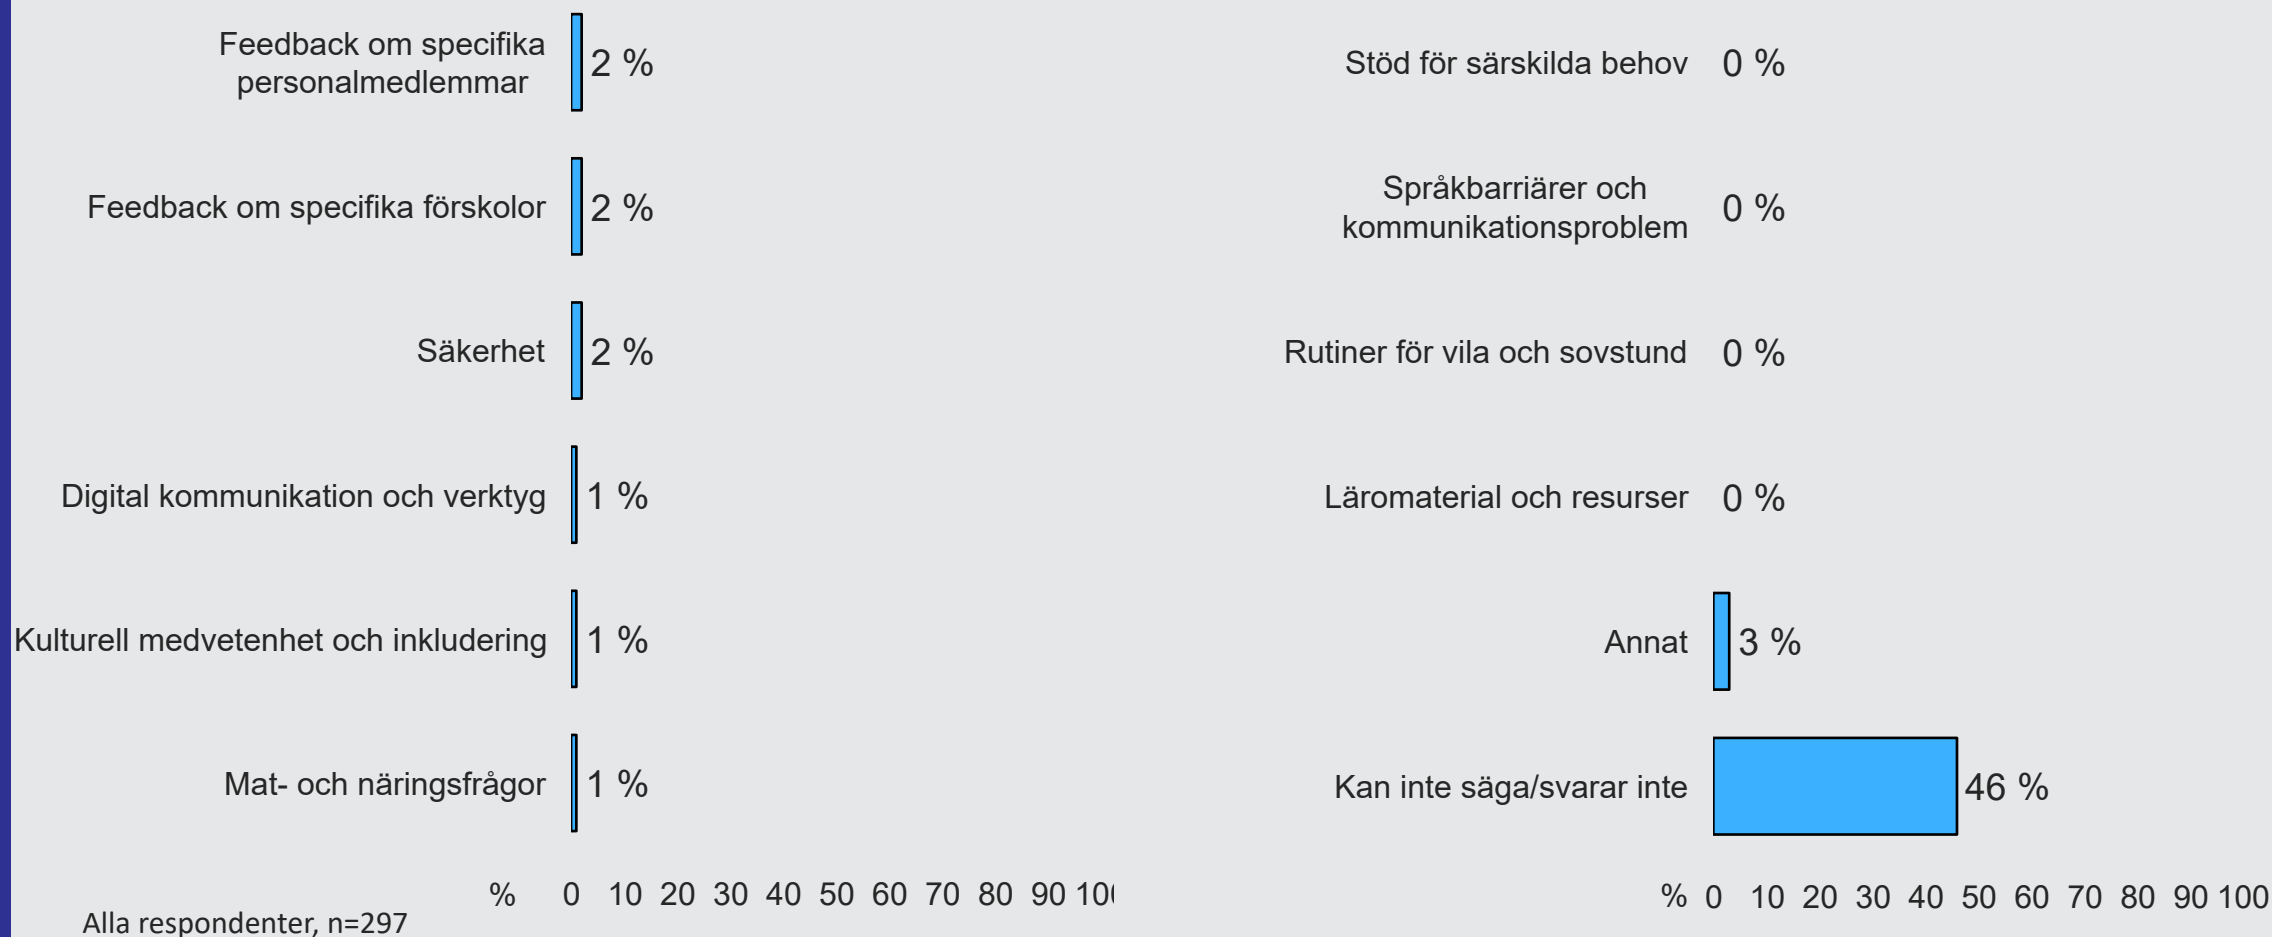 Feedback om specifika
personalmedlemmar
2 %
Feedback om specifika förskolor
2 %
Säkerhet
2 %
Digital kommunikation och verktyg
1 %
Kulturell medvetenhet och inkludering
1 %
Mat- och näringsfrågor
1 %
% 0 10 20 30 40 50 60 70 80 90 100
Alla respondenter, n=297
Stöd för särskilda behov
0 %
Språkbarriärer och
kommunikationsproblem
0 %
Rutiner för vila och sovstund
0 %
Läromaterial och resurser
0 %
Annat
3 %
Kan inte säga/svarar inte
46 %
% 0 10 20 30 40 50 60 70 80 90 100